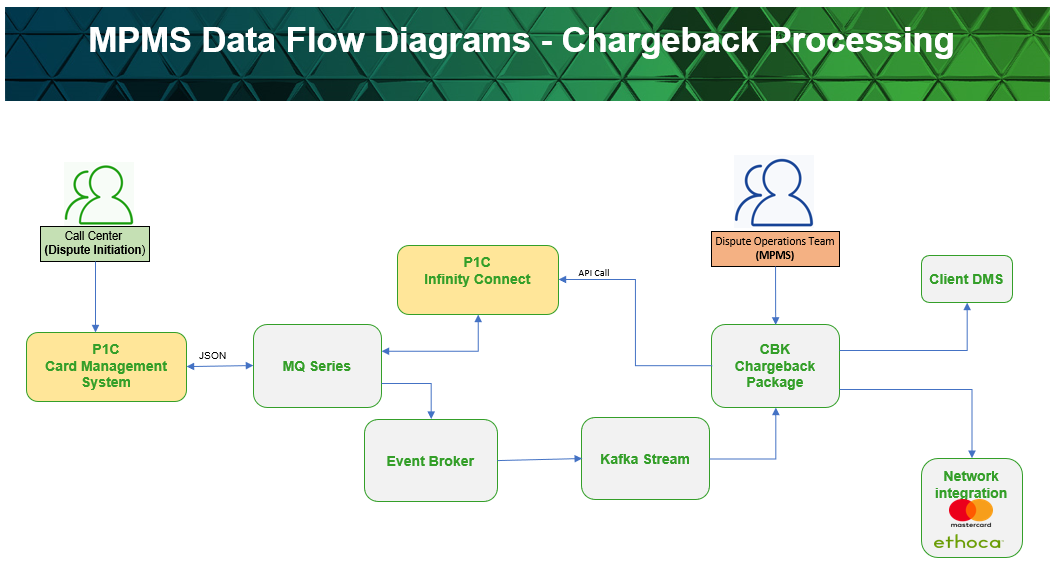 MPMS Data Flow Diagrams - Chargeback Processing
Call Center
(Dispute Initiation)
Dispute Operations Team
(MPMS)
P1C
Infinity Connect
API Call
Client DMS
P1C
Card Management
System
JSON
MQ Series
CBK
Chargeback
Package
Event Broker
Kafka Stream
Network
integration
mastercard
ethoca